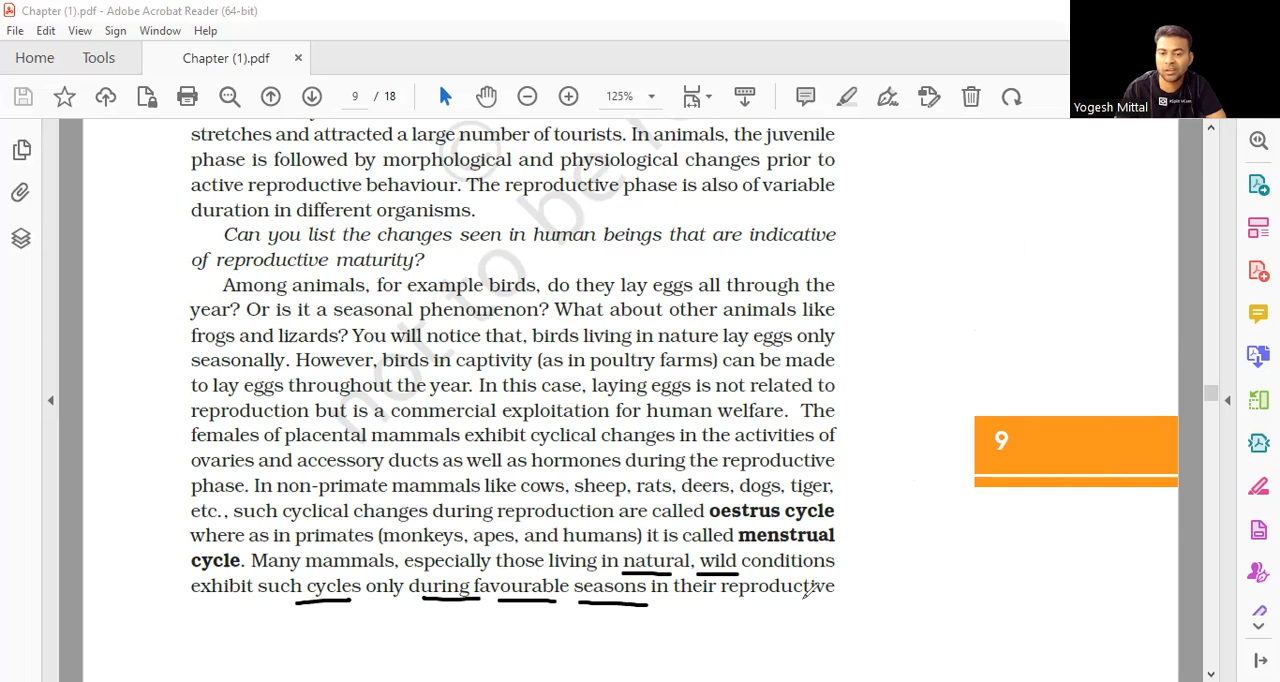 Chapter (1).pdf - Adobe Acrobat Reader (64-bit)
File Edit View Sign Window Help
Home Tools Chapter (1).pdf ×
9 / 18 125%
Yogesh Mittal
stretches and attracted a large number of tourists. In animals, the juvenile
phase is followed by morphological and physiological changes prior to
active reproductive behaviour. The reproductive phase is also of variable
duration in different organisms.
Can you list the changes seen in human beings that are indicative
of reproductive maturity?
Among animals, for example birds, do they lay eggs all through the
year? Or is it a seasonal phenomenon? What about other animals like
frogs and lizards? You will notice that, birds living in nature lay eggs only
seasonally. However, birds in captivity (as in poultry farms) can be made
to lay eggs throughout the year. In this case, laying eggs is not related to
reproduction but is a commercial exploitation for human welfare. The
females of placental mammals exhibit cyclical changes in the activities of
ovaries and accessory ducts as well as hormones during the reproductive
phase. In non-primate mammals like cows, sheep, rats, deers, dogs, tiger,
etc., such cyclical changes during reproduction are called oestrus cycle
where as in primates (monkeys, apes, and humans) it is called menstrual
cycle. Many mammals, especially those living in natural, wild conditions
exhibit such cycles only during favourable seasons in their reproductive
9
©
not to be